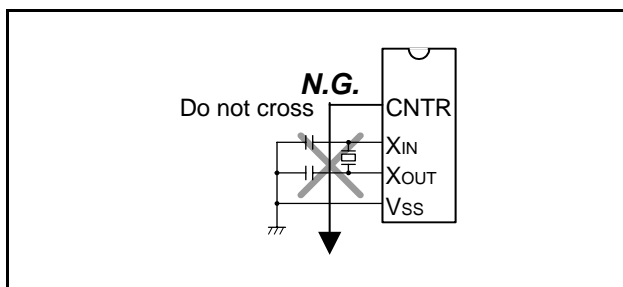 N.G.
Do not cross
CNTR
XIN
XOUT
VSS